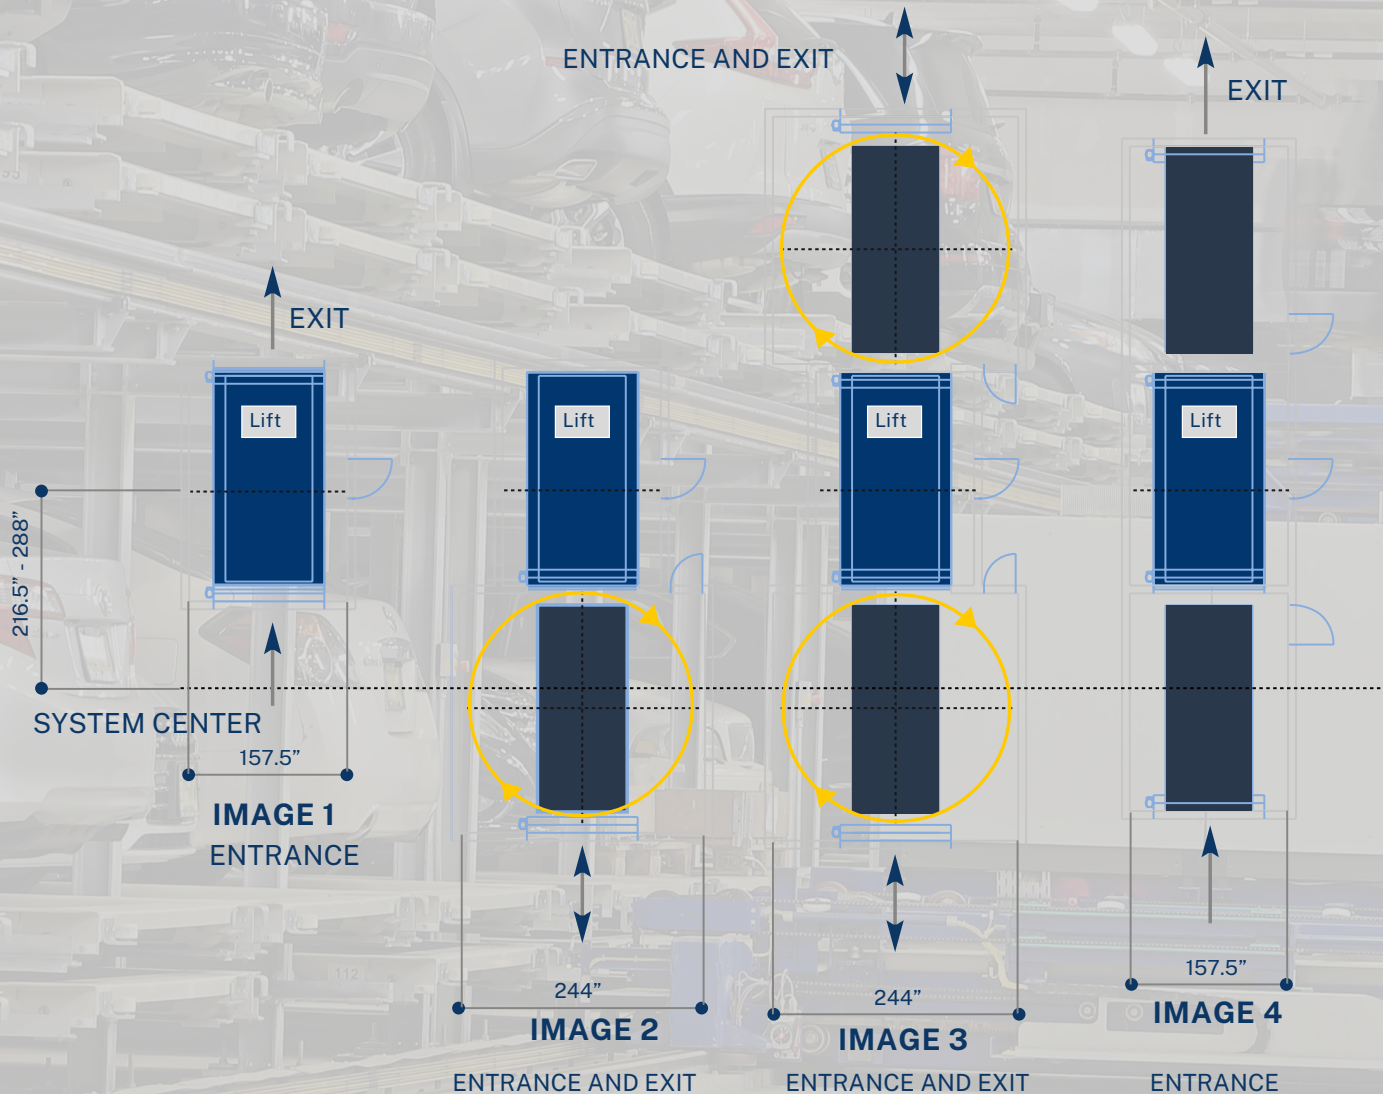 ENTRANCE AND EXIT
EXIT
EXIT
Lift
Lift
Lift
Lift
216.5” - 288”
SYSTEM CENTER
157.5”
IMAGE 1
ENTRANCE
244”
IMAGE 2
ENTRANCE AND EXIT
244”
IMAGE 3
ENTRANCE AND EXIT
157.5”
IMAGE 4
ENTRANCE
112